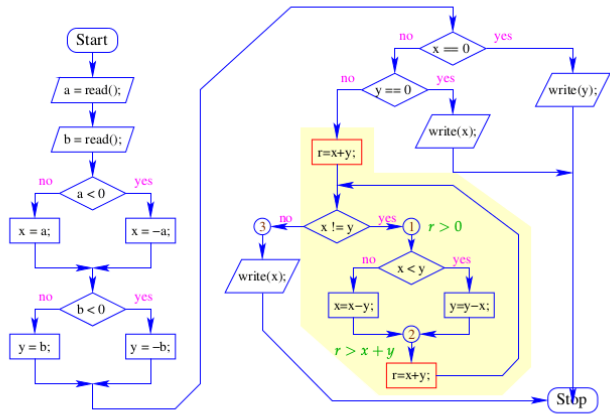 Start
a = read();
b = read();
no
a < 0
yes
x = a;
x = −a;
no
b < 0
yes
y = b;
y = −b;
no
x == 0
yes
no
y == 0
yes
write(y);
write(x);
r=x+y;
3
no
x != y
yes
1
r > 0
write(x);
no
x < y
yes
x=x−y;
y=y−x;
2
r > x + y
r=x+y;
Stop